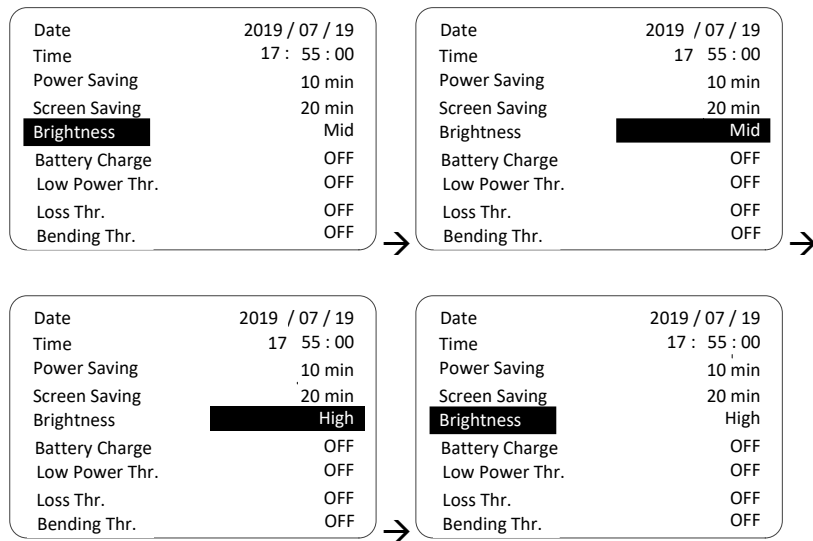 Date 2019 / 07 / 19
Time 17 : 55 : 00
Power Saving 10 min
Screen Saving 20 min
Brightness Mid
Battery Charge OFF
Low Power Thr. OFF
Loss Thr. OFF
Bending Thr. OFF
→
Date 2019 / 07 / 19
Time 17 55 : 00
Power Saving 10 min
Screen Saving 20 min
Brightness Mid
Battery Charge OFF
Low Power Thr. OFF
Loss Thr. OFF
Bending Thr. OFF
→
Date 2019 / 07 / 19
Time 17 55 : 00
Power Saving 10 min
Screen Saving 20 min
Brightness High
Battery Charge OFF
Low Power Thr. OFF
Loss Thr. OFF
Bending Thr. OFF
→
Date 2019 / 07 / 19
Time 17 : 55 : 00
Power Saving 10 min
Screen Saving 20 min
Brightness High
Battery Charge OFF
Low Power Thr. OFF
Loss Thr. OFF
Bending Thr. OFF